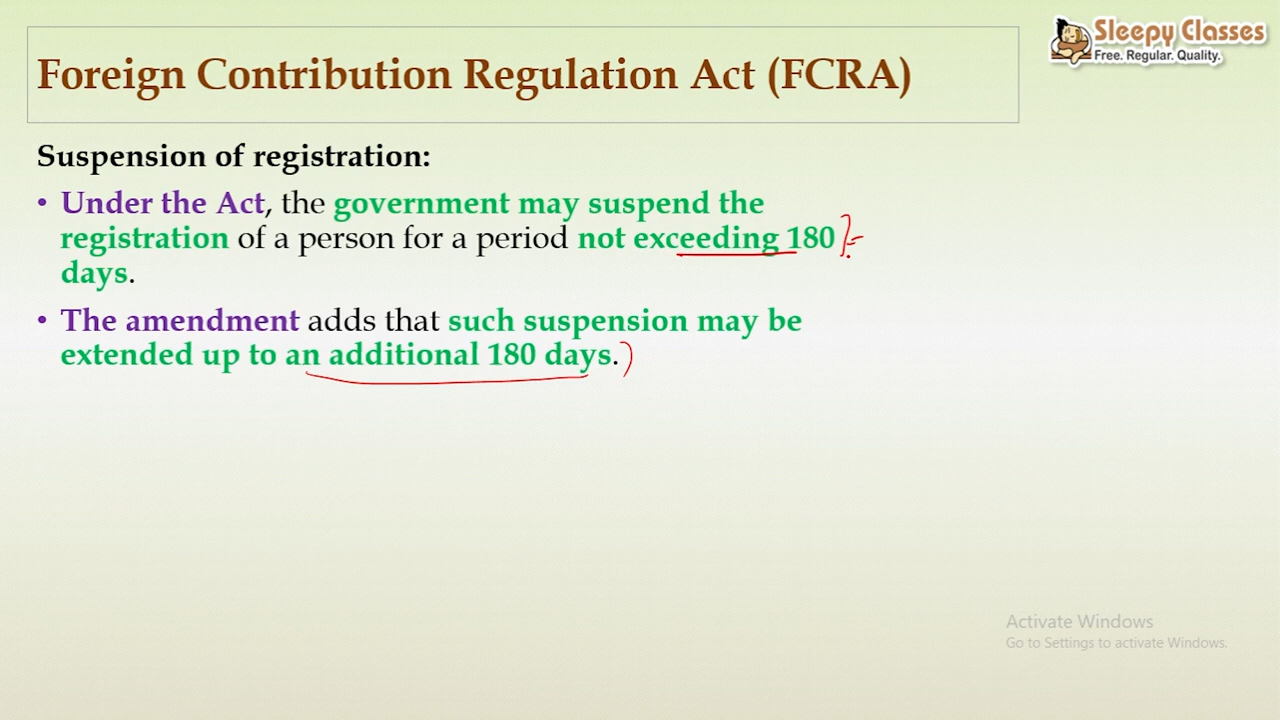 Sleepy Classes
Free. Regular. Quality.
Foreign Contribution Regulation Act (FCRA)
Suspension of registration:
• Under the Act, the government may suspend the
registration of a person for a period not exceeding 180
days.
• The amendment adds that such suspension may be
extended up to an additional 180 days.
Activate Windows
Go to Settings to activate Windows.